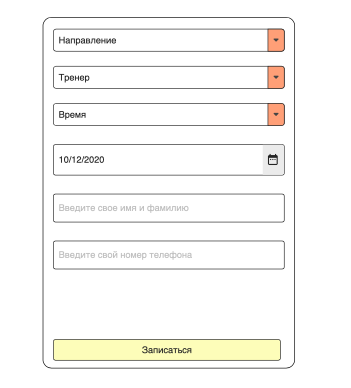 Направление
Тренер
Время
10/12/2020
Введите свое имя и фамилию
Введите свой номер телефона
Записаться